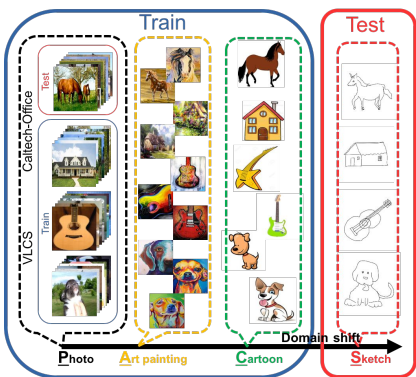 Train
Test
Test
Caltech-Office
Train
VLCS
Domain shift
Photo
Art painting
Cartoon
Sketch